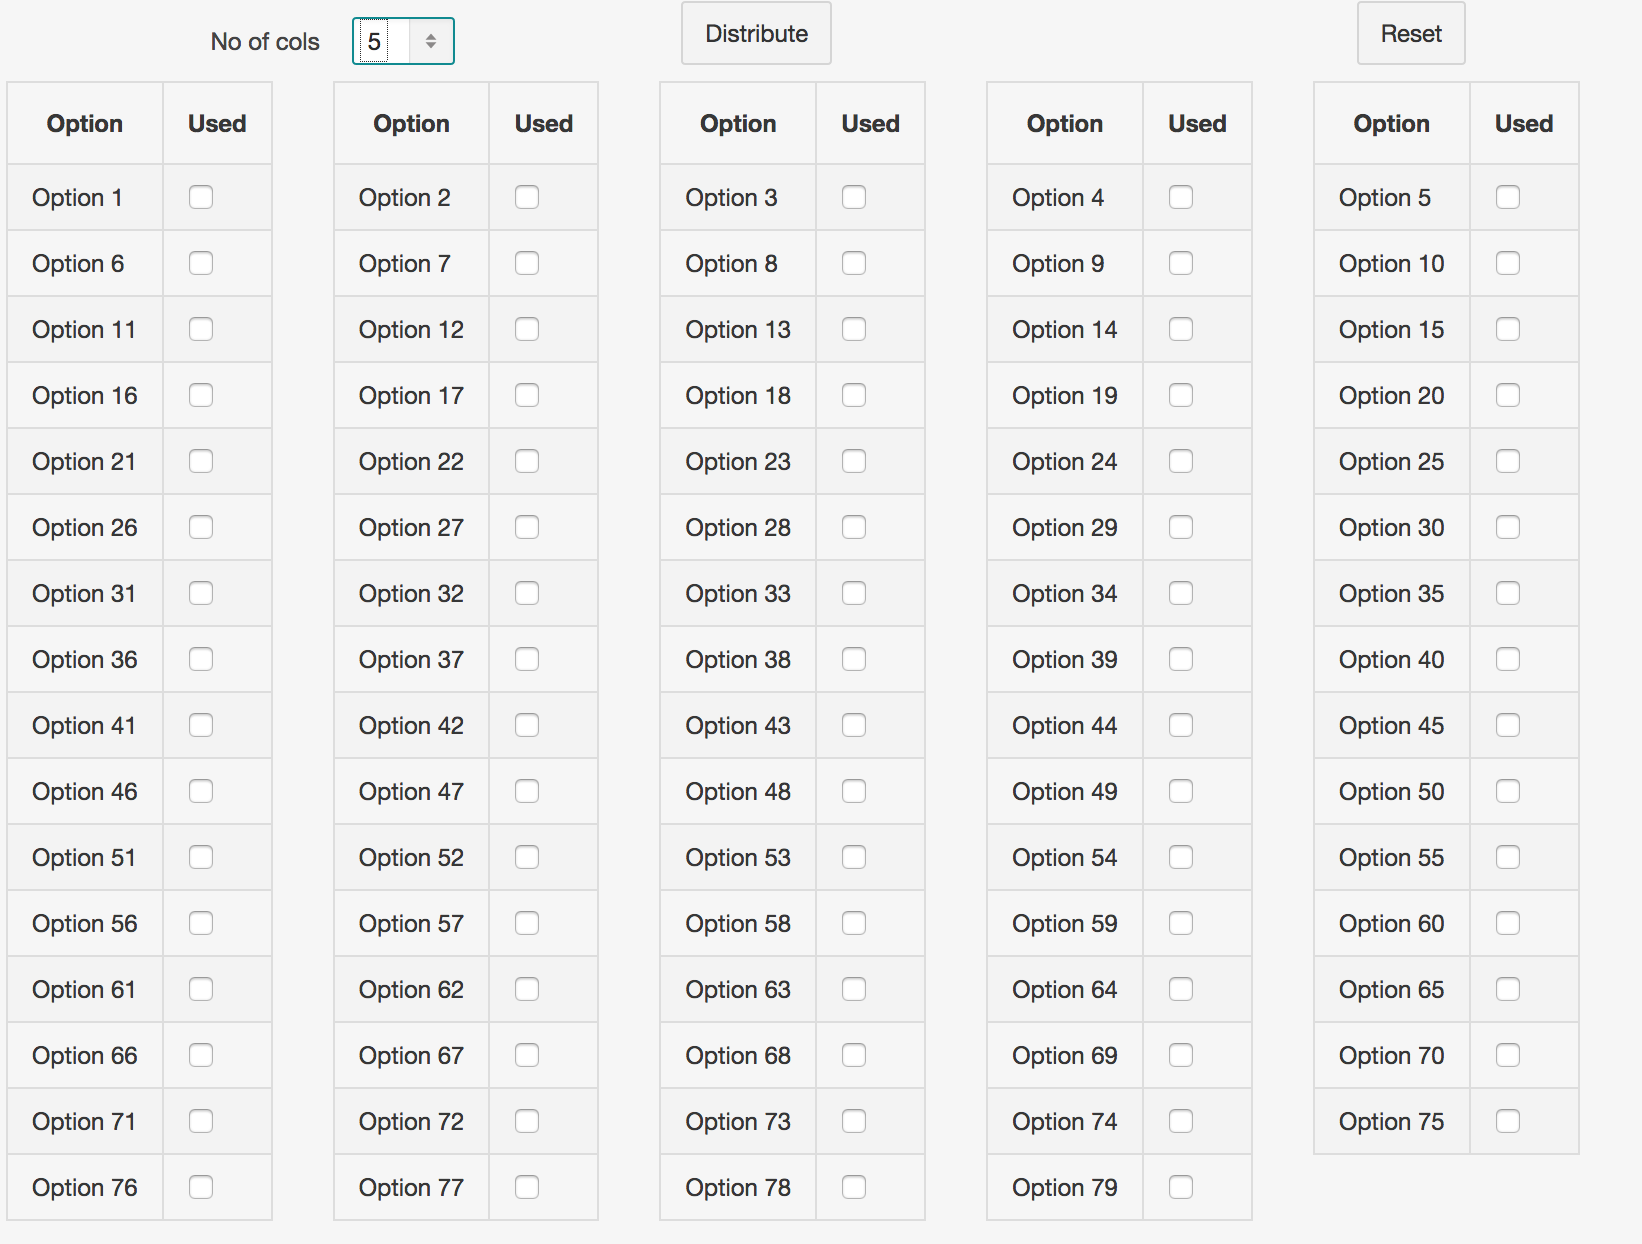 No of cols 5 Distribute Reset
Option Used Option Used Option Used Option Used Option Used
Option 1 Option 2 Option 3 Option 4 Option 5
Option 6 Option 7 Option 8 Option 9 Option 10
Option 11 Option 12 Option 13 Option 14 Option 15
Option 16 Option 17 Option 18 Option 19 Option 20
Option 21 Option 22 Option 23 Option 24 Option 25
Option 26 Option 27 Option 28 Option 29 Option 30
Option 31 Option 32 Option 33 Option 34 Option 35
Option 36 Option 37 Option 38 Option 39 Option 40
Option 41 Option 42 Option 43 Option 44 Option 45
Option 46 Option 47 Option 48 Option 49 Option 50
Option 51 Option 52 Option 53 Option 54 Option 55
Option 56 Option 57 Option 58 Option 59 Option 60
Option 61 Option 62 Option 63 Option 64 Option 65
Option 66 Option 67 Option 68 Option 69 Option 70
Option 71 Option 72 Option 73 Option 74 Option 75
Option 76 Option 77 Option 78 Option 79